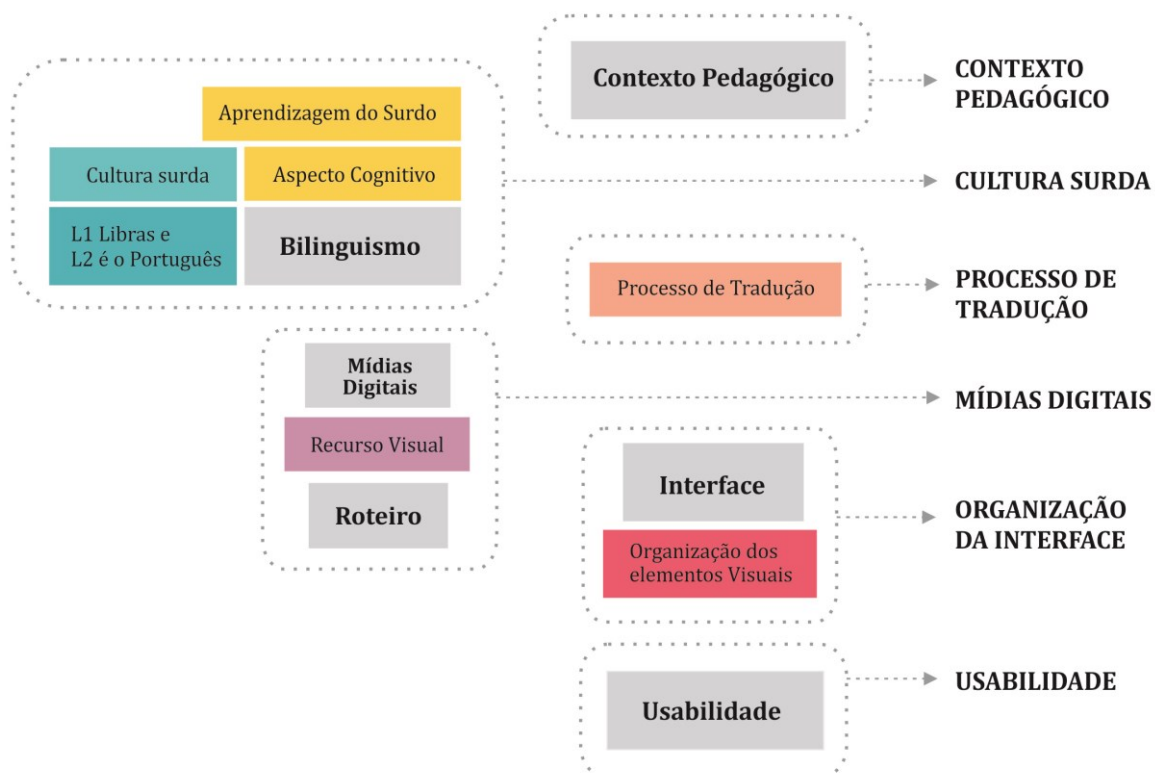 Contexto Pedagógico
CONTEXTO
PEDAGÓGICO
Aprendizagem do Surdo
Cultura surda
Aspecto Cognitivo
CULTURA SURDA
L1 Libras e
L2 é o Português
Bilinguismo
Processo de Tradução
PROCESSO DE
TRADUÇÃO
Mídias
Digitais
MÍDIAS DIGITAIS
Recurso Visual
Roteiro
Interface
Organização dos
elementos Visuais
ORGANIZAÇÃO
DA INTERFACE
Usabilidade
USABILIDADE